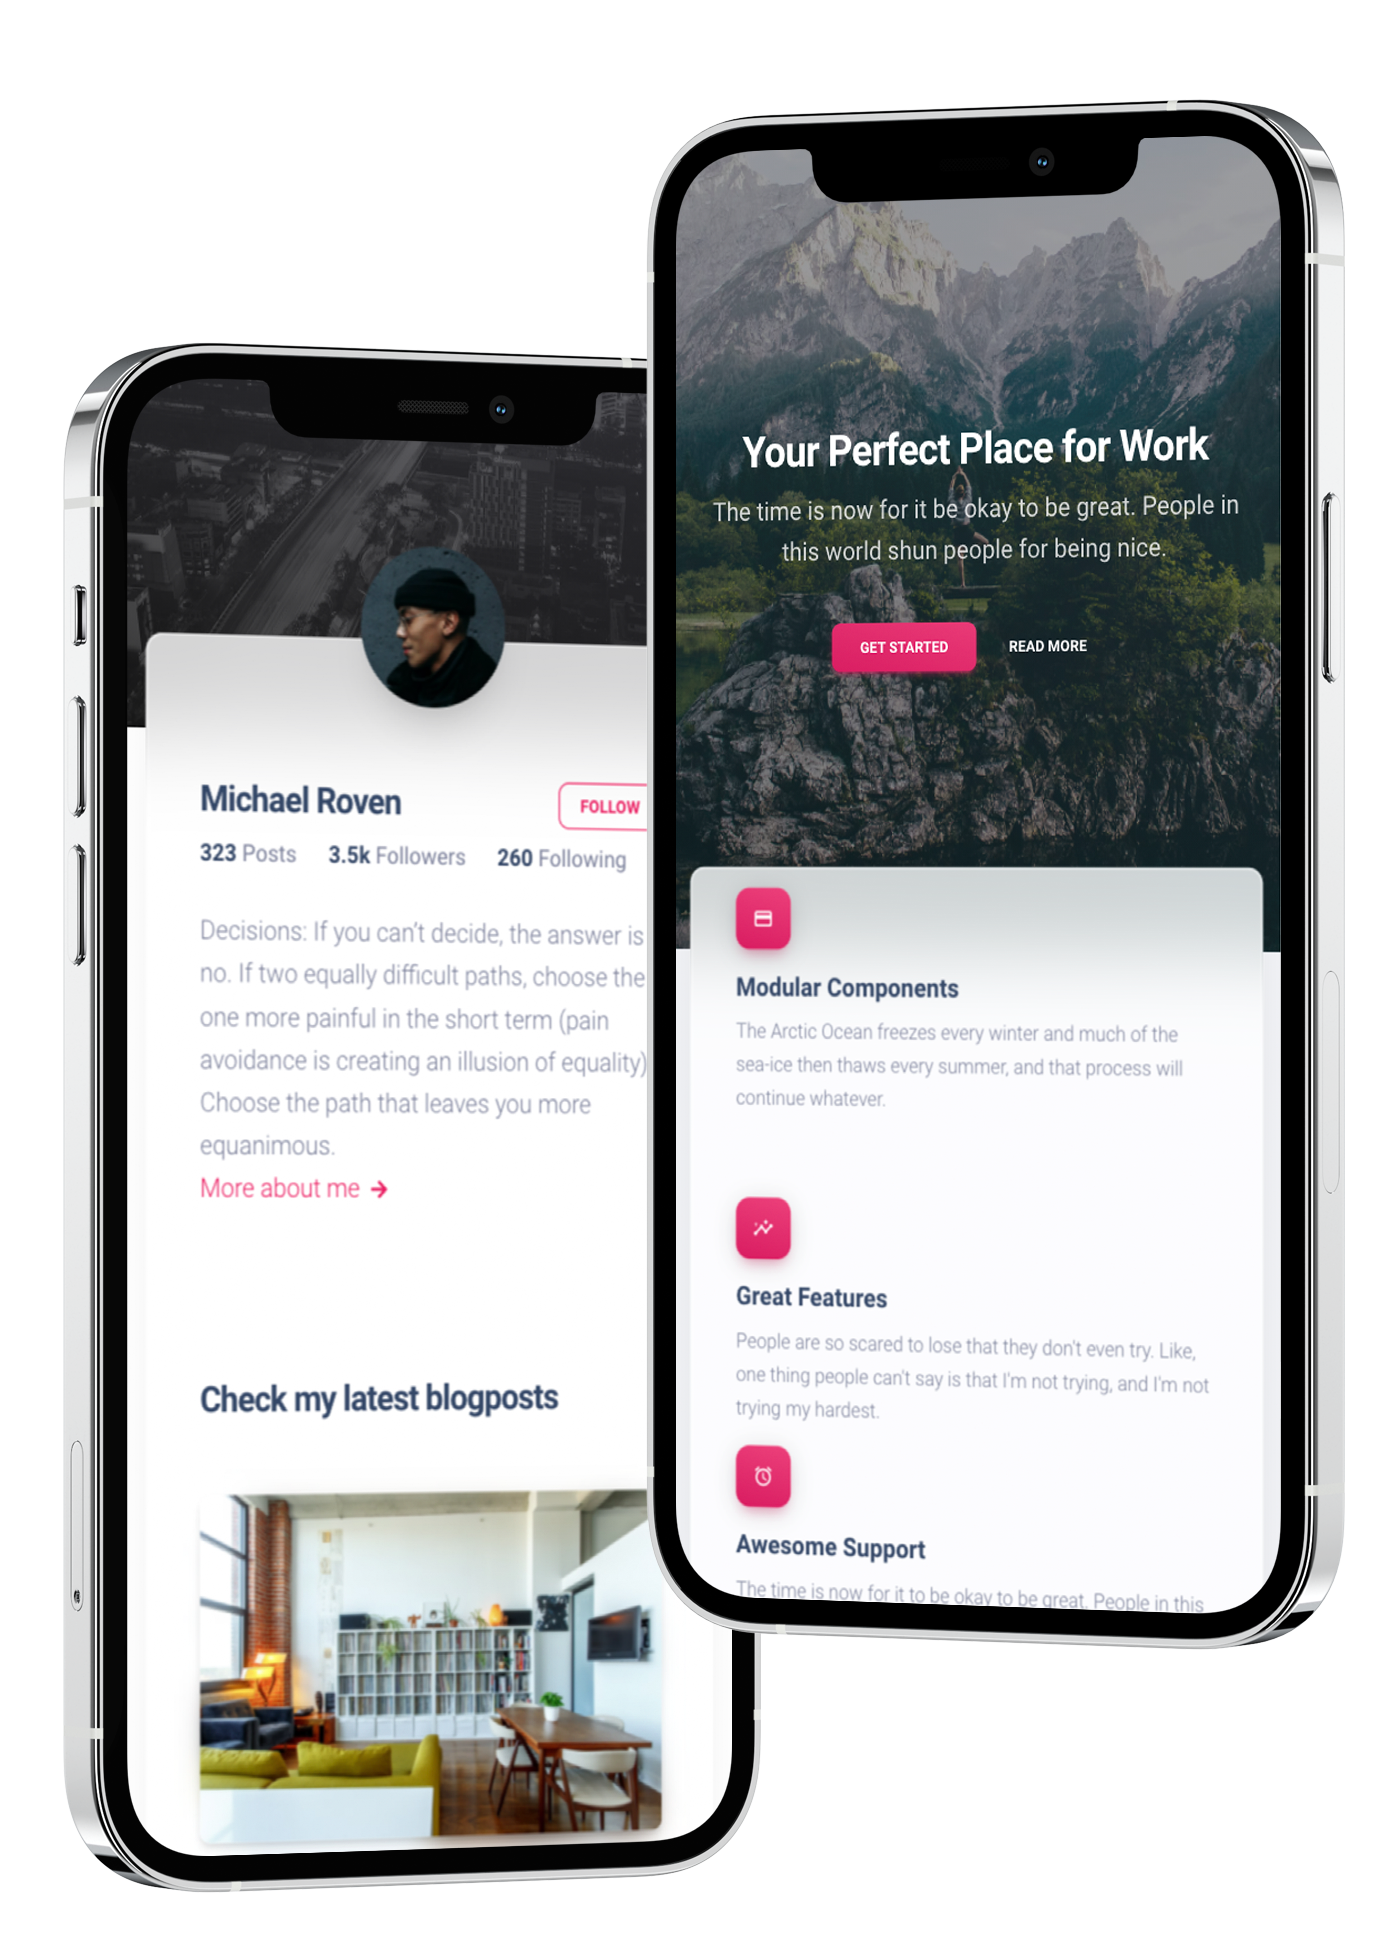 Your Perfect Place for Work
The time is now for it be okay to be great. People in
this world shun people for being nice.
GET STARTED
READ MORE
Modular Components
The Arctic Ocean freezes every winter and much of the
sea-ice then thaws every summer, and that process will
continue whatever.
Great Features
People are so scared to lose that they don't even try. Like,
one thing people can't say is that I'm not trying, and I'm not
trying my hardest.
Awesome Support
The time is now for it to be okay to be great. People in this
Michael Roven
FOLLOW
323 Posts
3.5k Followers
260 Following
Decisions: If you can't decide, the answer is
no. If two equally difficult paths, choose the
one more painful in the short term (pain
avoidance is creating an illusion of equality)
Choose the path that leaves you more
equanimous.
More about me →
Check my latest blogposts